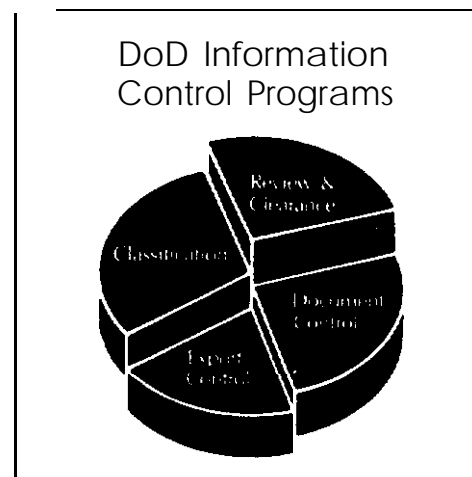 DoD Information
Control Programs
Review &
Clearance
Classification
Document
Control
Export
Control